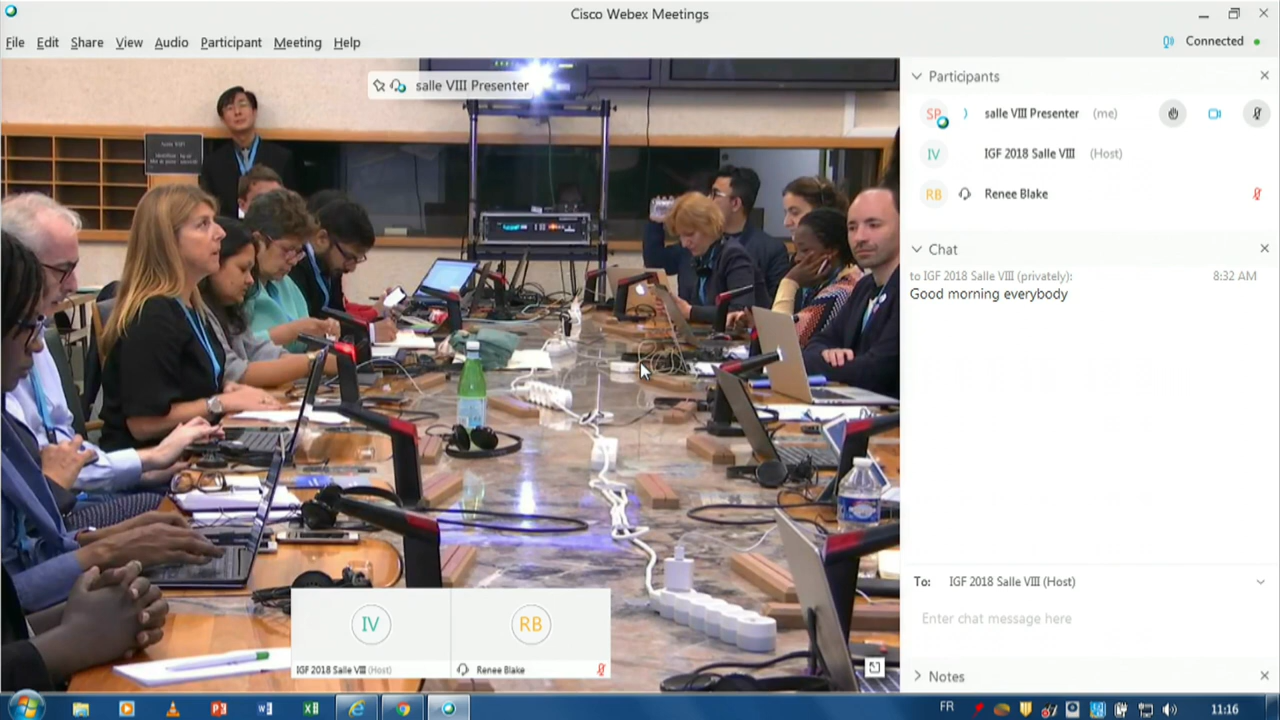 Cisco Webex Meetings
File Edit Share View Audio Participant Meeting Help
Connected
salle VIII Presenter
Participants
SP salle VIII Presenter (me)
IV IGF 2018 Salle VIII (Host)
RB Renee Blake
Chat
to IGF 2018 Salle VIII (privately): 8:32 AM
Good morning everybody
To: IGF 2018 Salle VIII (Host)
Enter chat message here
IV RB
IGF 2018 Salle VIII (Host) Renee Blake
Notes
FR 11:16